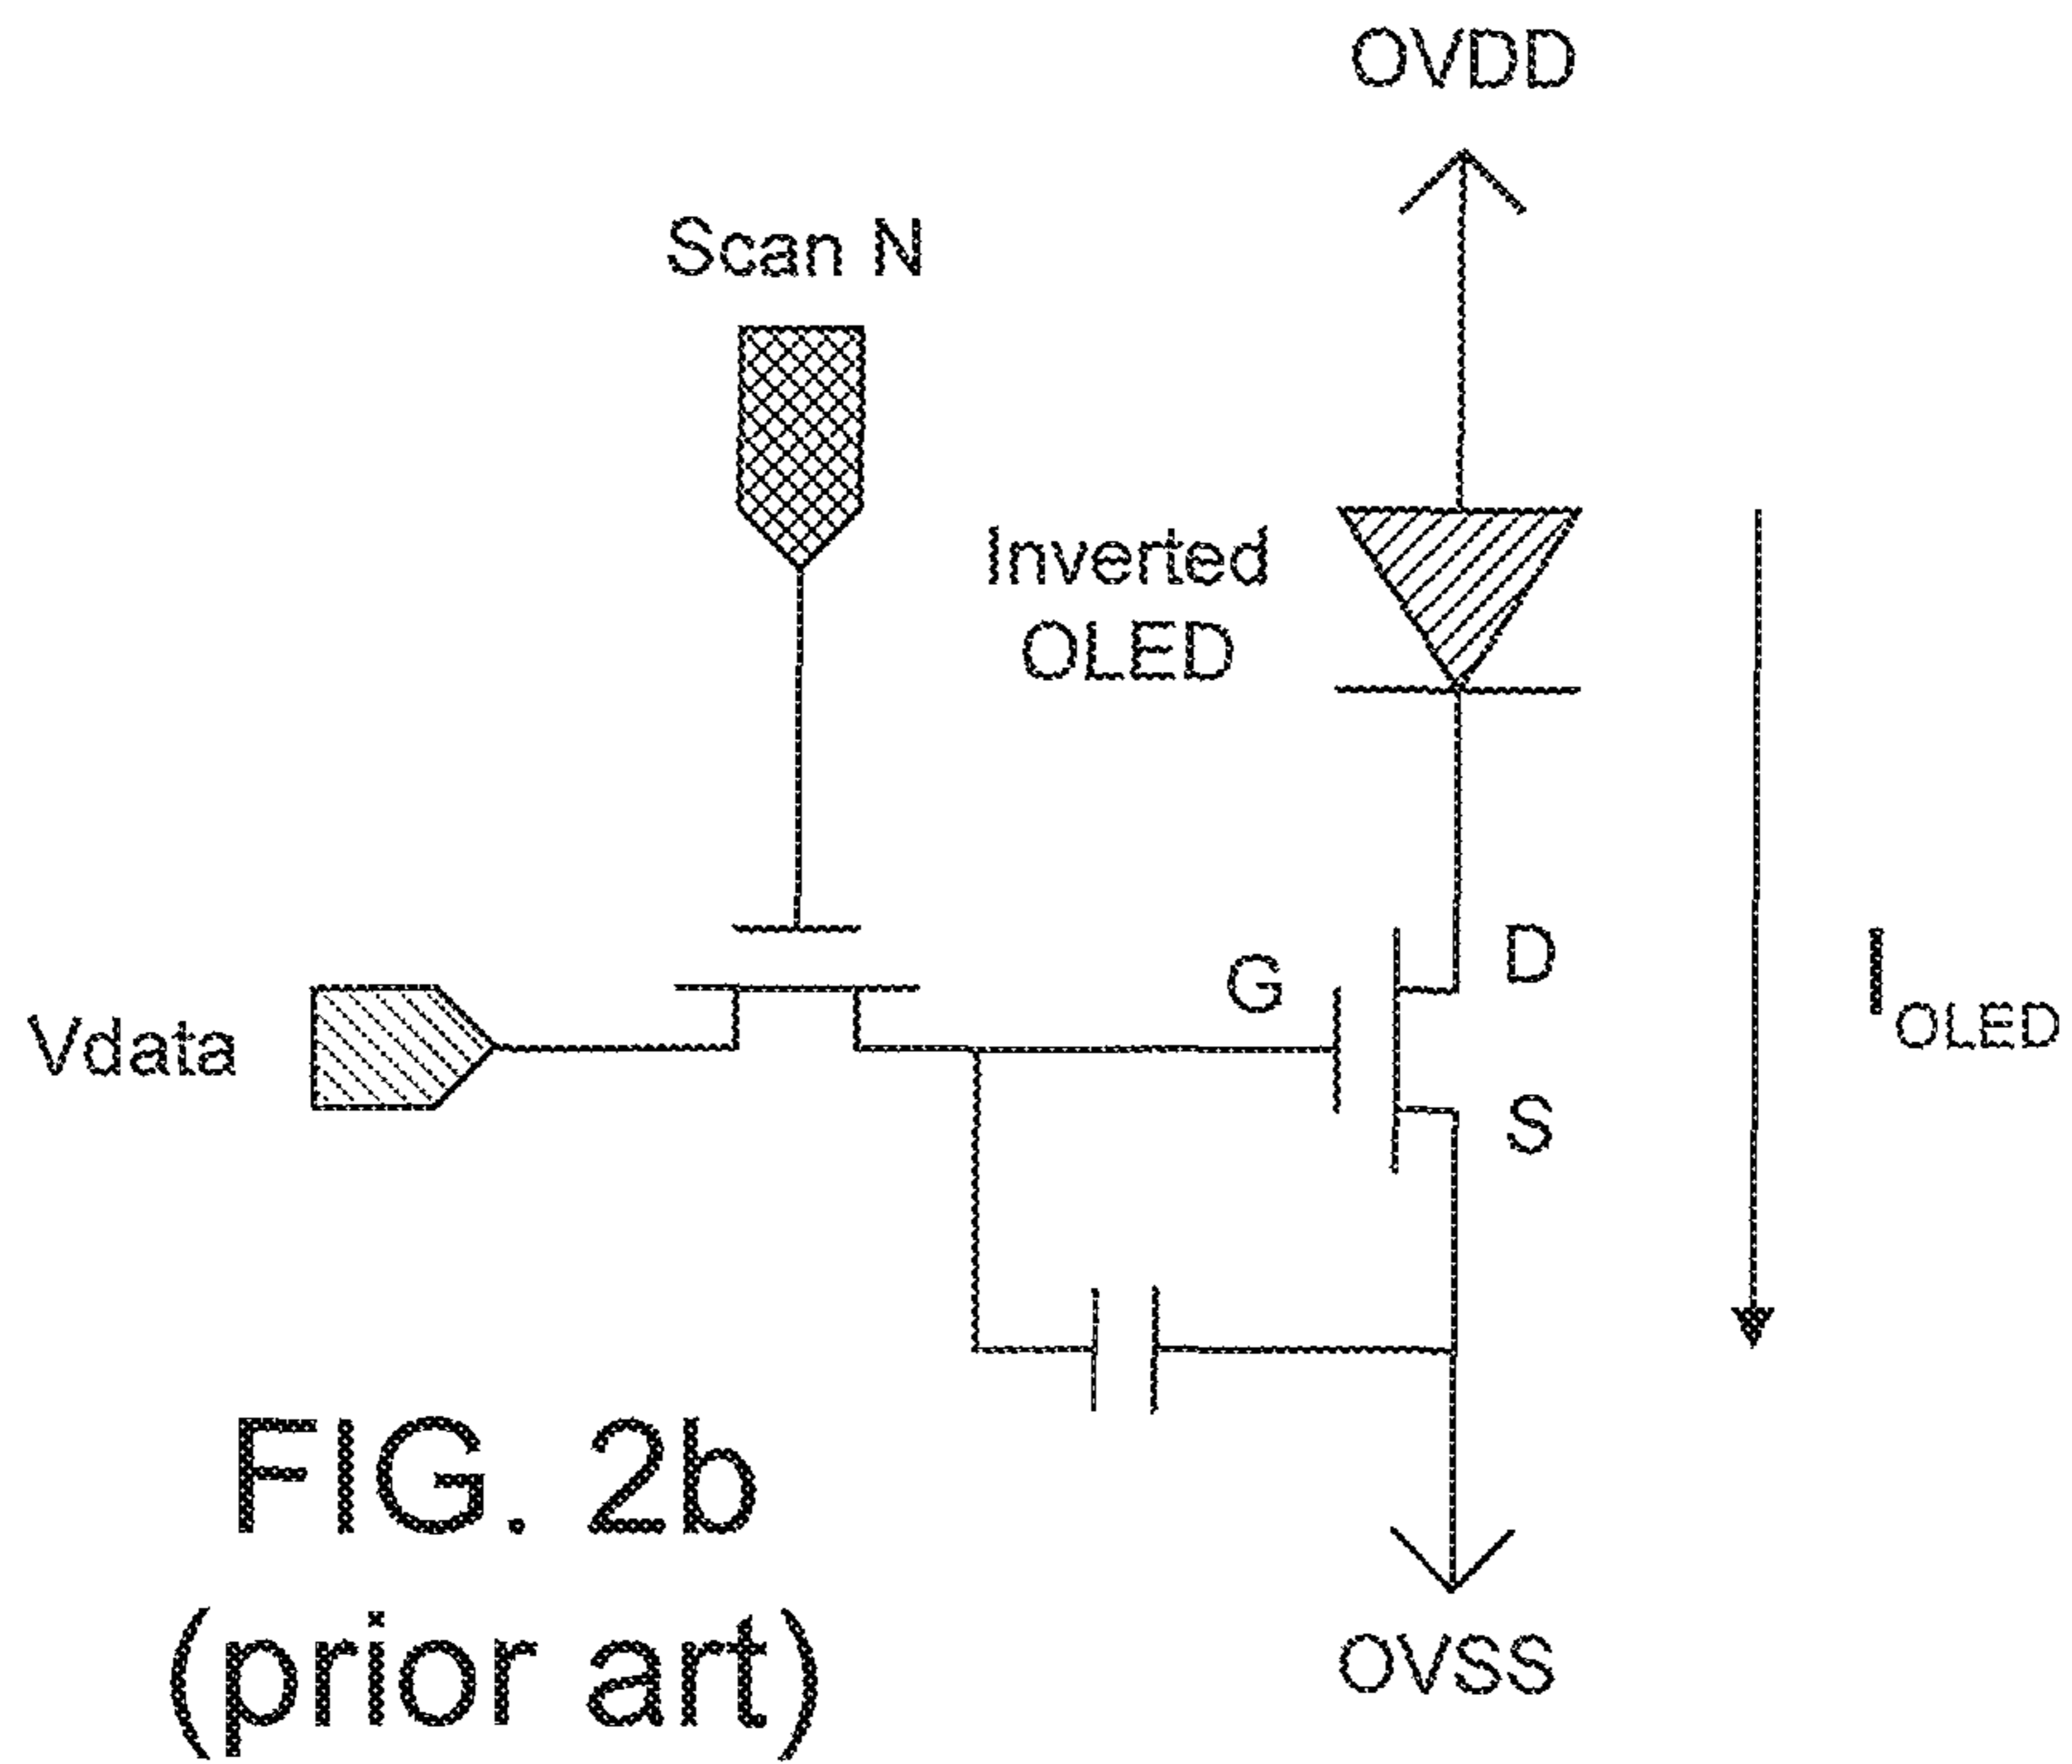 OVDD
Scan N
Inverted
OLED
D
G
I OLED
Vdata
S
FIG. 2b
(prior art)
OVSS